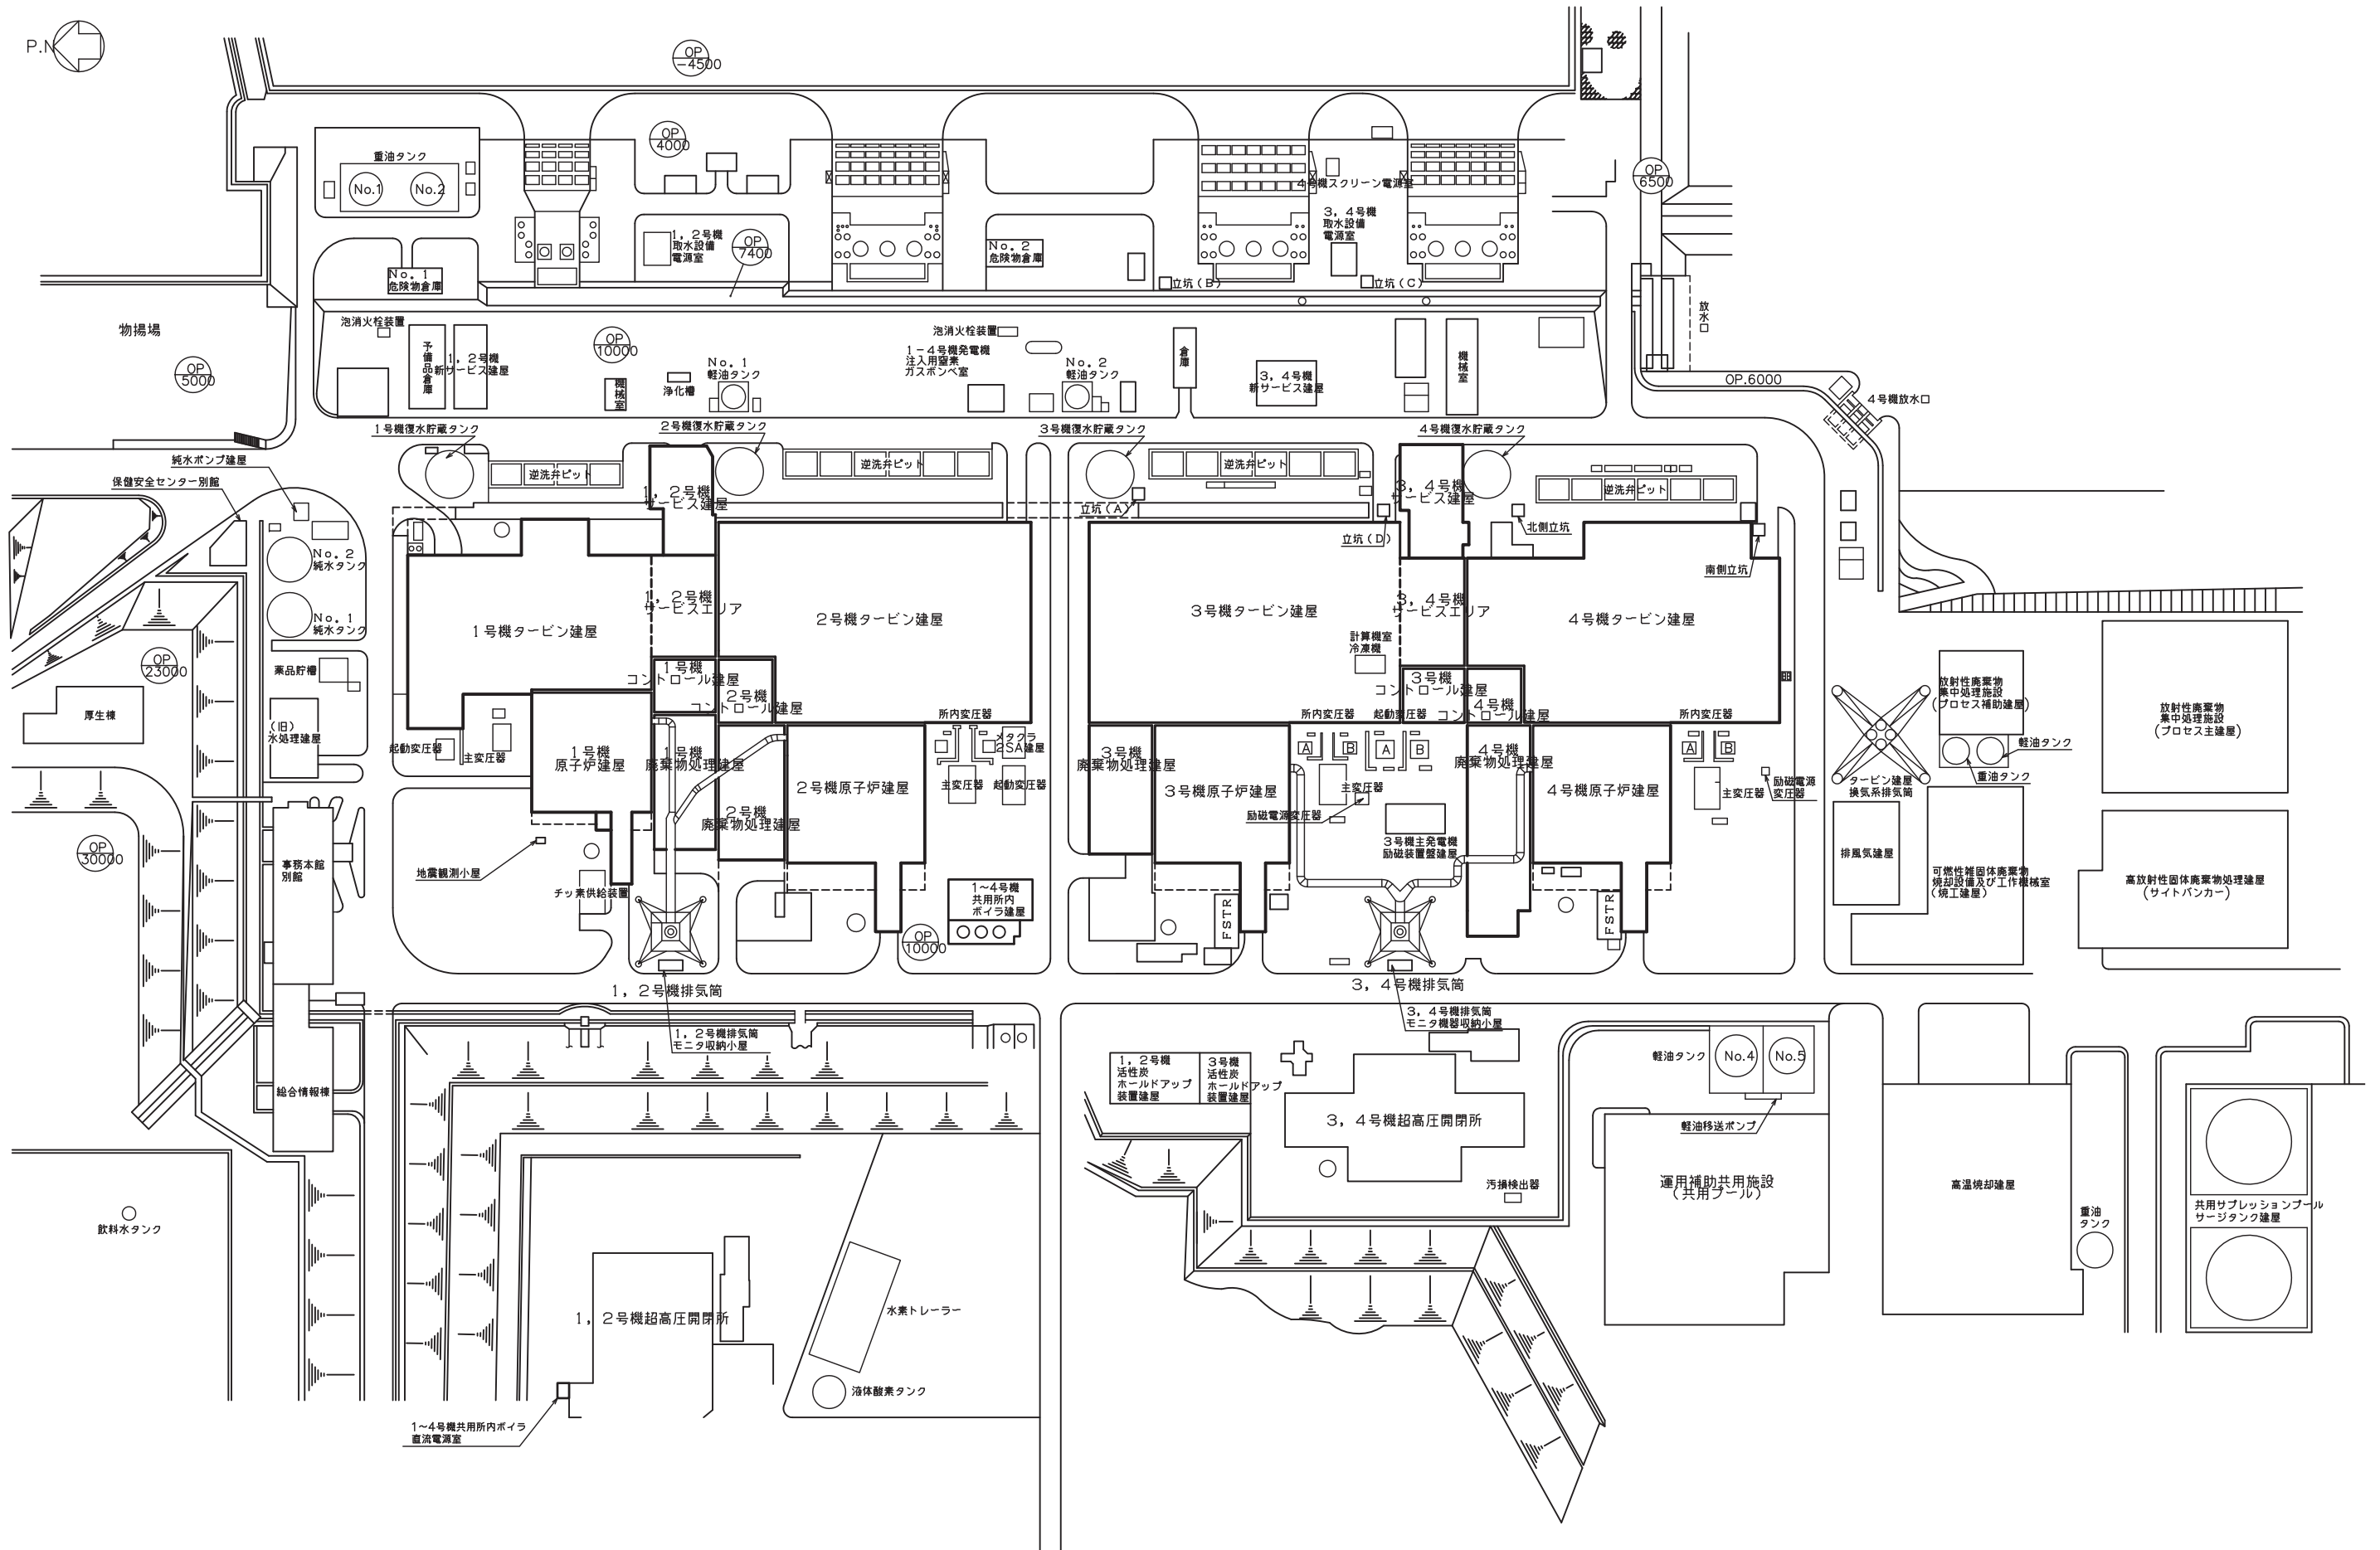 P.N
OP
−4500
OP
4000
OP
6500
重油タンク
No.1
No.2
4号機スクリーン電源室
3，4号機
取水設備
電源室
1，2号機
取水設備
電源室
OP
7400
No．2
危険物倉庫
No．1
危険物倉庫
立坑（B）
立坑（C）
放水口
物揚場
OP
5000
泡消火栓装置
予備品倉庫
1，2号機
新サービス建屋
OP
10000
機械室
浄化槽
No．1
軽油タンク
泡消火栓装置
1－4号機発電機
注入用窒素
ガスボンベ室
No．2
軽油タンク
倉庫
3，4号機
新サービス建屋
機械室
OP.6000
4号機放水口
1号機復水貯蔵タンク
2号機復水貯蔵タンク
3号機復水貯蔵タンク
4号機復水貯蔵タンク
純水ポンプ建屋
保健安全センター別館
逆洗弁ピット
逆洗弁ピット
逆洗弁ピット
逆洗弁ピット
1，2号機
サービス建屋
3，4号機
サービス建屋
立坑（A）
立坑（D）
北側立坑
南側立坑
No．2
純水タンク
No．1
純水タンク
1号機タービン建屋
1，2号機
サービスエリア
2号機タービン建屋
3号機タービン建屋
3，4号機
サービスエリア
4号機タービン建屋
計算機室
冷凍機
OP
23000
薬品貯槽
厚生棟
（旧）
水処理建屋
1号機
コントロール建屋
2号機
コントロール建屋
3号機
コントロール建屋
4号機
コントロール建屋
放射性廃棄物
集中処理施設
（プロセス補助建屋）
放射性廃棄物
集中処理施設
（プロセス主建屋）
起動変圧器
主変圧器
1号機
原子炉建屋
1号機
廃棄物処理建屋
2号機
廃棄物処理建屋
2号機原子炉建屋
所内変圧器
メタクラ
2SA建屋
主変圧器
起動変圧器
3号機
廃棄物処理建屋
3号機原子炉建屋
所内変圧器
起動変圧器
A
B
A
B
主変圧器
励磁電源変圧器
3号機主発電機
励磁装置盤建屋
4号機
廃棄物処理建屋
4号機原子炉建屋
所内変圧器
A
B
主変圧器
励磁電源
変圧器
軽油タンク
重油タンク
タービン建屋
換気系排気筒
排風気建屋
可燃性雑固体廃棄物
焼却設備及び工作機械室
（焼工建屋）
高放射性固体廃棄物処理建屋
（サイトバンカー）
OP
30000
事務本館
別館
地震観測小屋
チッ素供給装置
1～4号機
共用所内
ボイラ建屋
OP
10000
FSTR
FSTR
1，2号機排気筒
3，4号機排気筒
1，2号機排気筒
モニタ収納小屋
3，4号機排気筒
モニタ機器収納小屋
総合情報棟
1，2号機
活性炭
ホールドアップ
装置建屋
3号機
活性炭
ホールドアップ
装置建屋
3，4号機超高圧開閉所
汚損検出器
軽油タンク
No.4
No.5
軽油移送ポンプ
運用補助共用施設
（共用プール）
高温焼却建屋
重油
タンク
共用サプレッションプール
サージタンク建屋
飲料水タンク
1，2号機超高圧開閉所
水素トレーラー
液体酸素タンク
1～4号機共用所内ボイラ
直流電源室